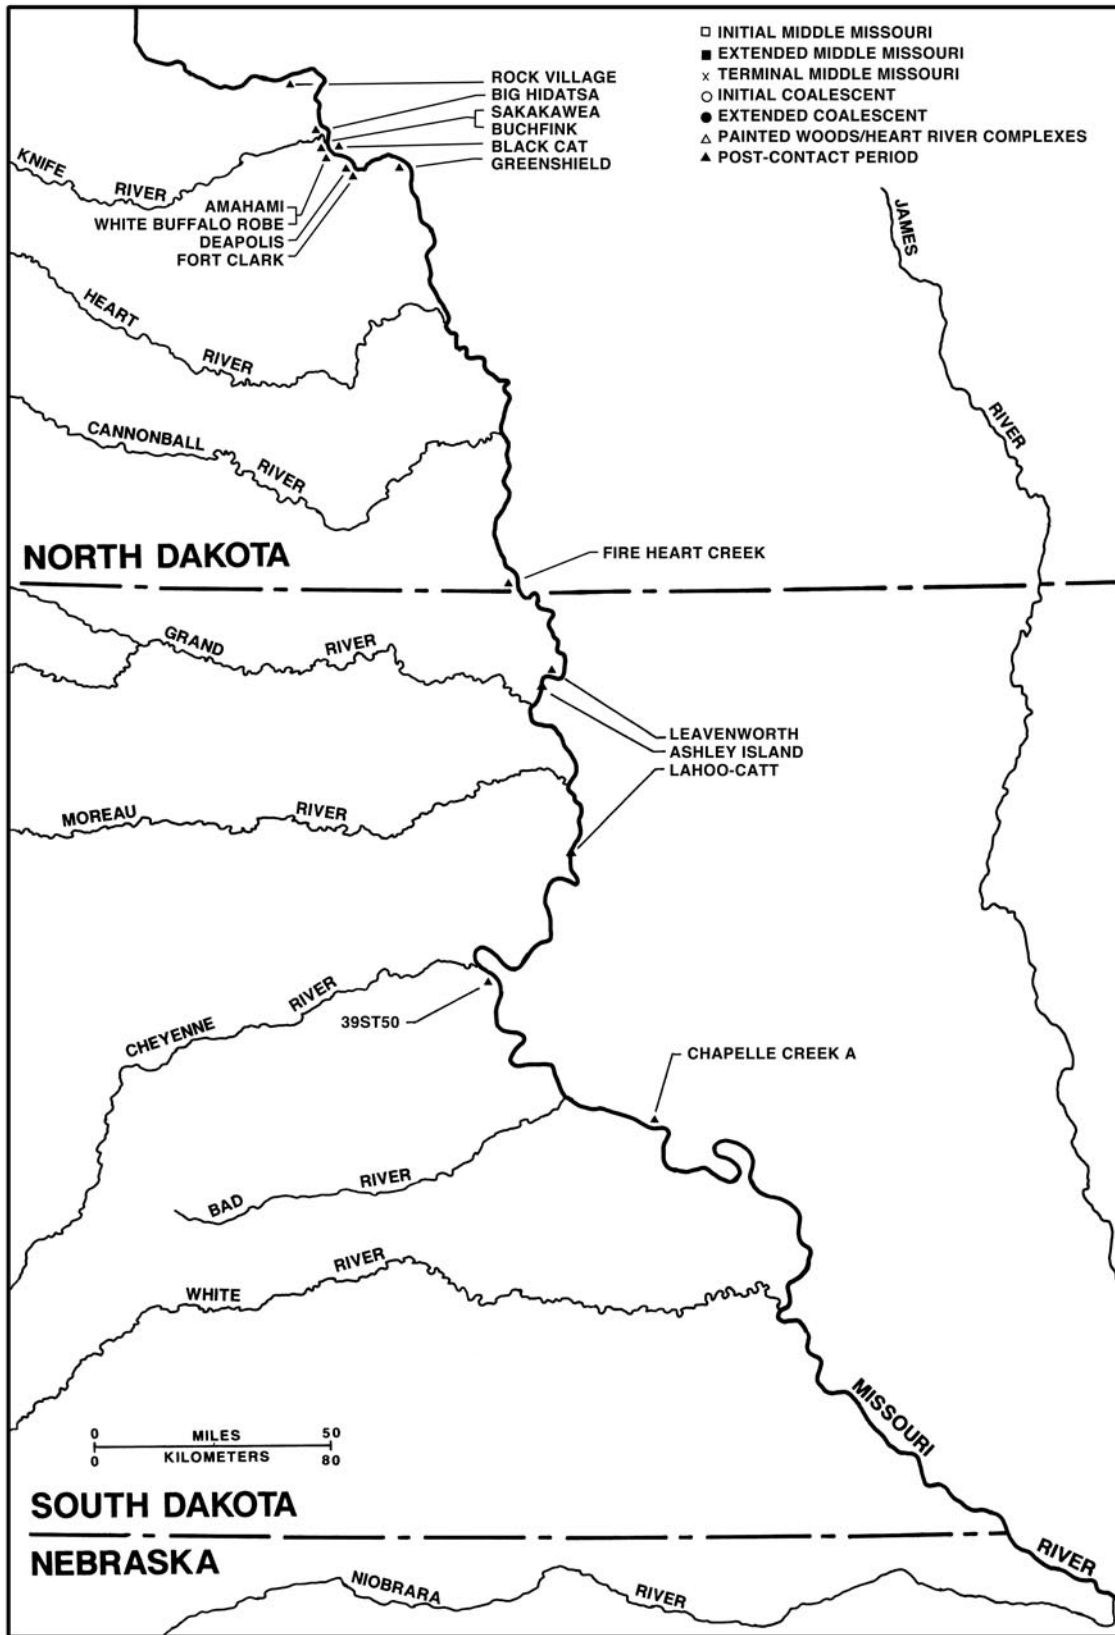 □ INITIAL MIDDLE MISSOURI
■ EXTENDED MIDDLE MISSOURI
x TERMINAL MIDDLE MISSOURI
○ INITIAL COALESCENT
● EXTENDED COALESCENT
△ PAINTED WOODS/HEART RIVER COMPLEXES
▲ POST-CONTACT PERIOD
ROCK VILLAGE
BIG HIDATSA
SAKAKAWEA
BUCHFINK
BLACK CAT
GREENSHIELD
KNIFE RIVER
AMAHAMI
WHITE BUFFALO ROBE
DEAPOLIS
FORT CLARK
JAMES RIVER
HEART RIVER
CANNONBALL RIVER
NORTH DAKOTA
FIRE HEART CREEK
GRAND RIVER
LEAVENWORTH
ASHLEY ISLAND
LAHOO-CATT
MOREAU RIVER
CHEYENNE RIVER
39ST50
CHAPELLE CREEK A
BAD RIVER
WHITE RIVER
MISSOURI RIVER
0 MILES 50
0 KILOMETERS 80
SOUTH DAKOTA
NEBRASKA
NIOBRARA RIVER